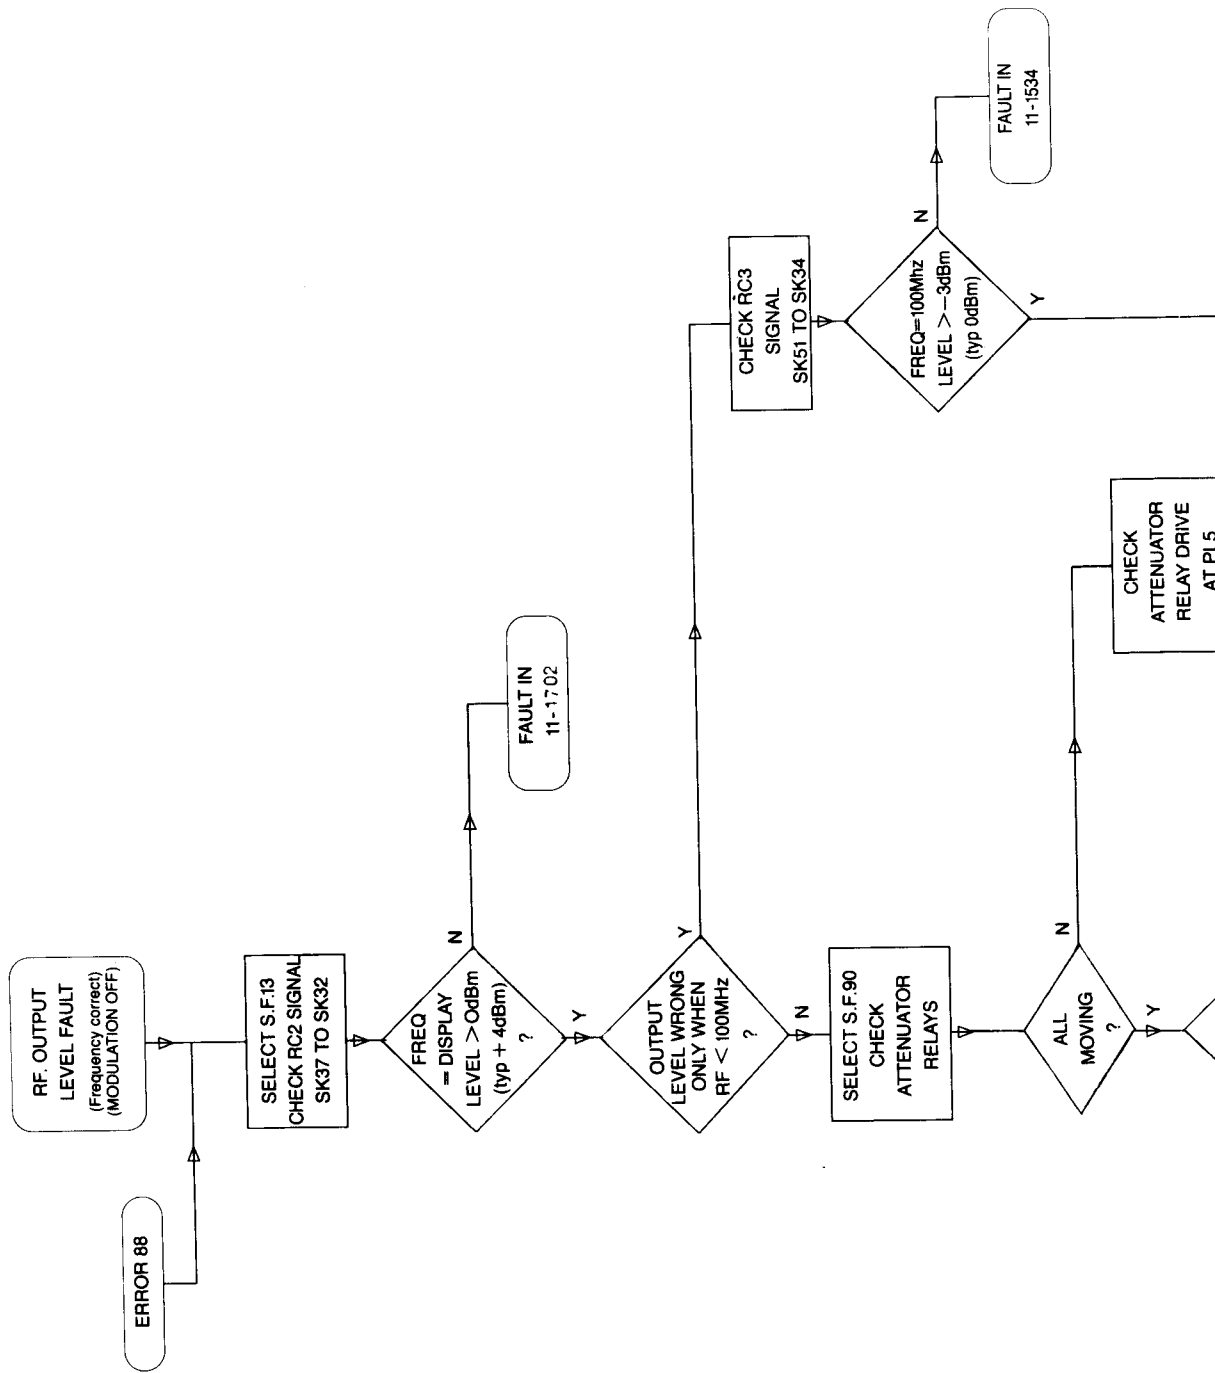 RF. OUTPUT
LEVEL FAULT
(Frequency correct)
(MODULATION OFF)
ERROR 88
SELECT S.F.13
CHECK RC2 SIGNAL
SK37 TO SK32
FREQ
= DISPLAY
LEVEL > 0dBm
(typ + 4dBm)
?
N
FAULT IN
11-1702
Y
OUTPUT
LEVEL WRONG
ONLY WHEN
RF < 100MHz
?
Y
CHECK RC3
SIGNAL
SK51 TO SK34
FREQ=100Mhz
LEVEL > -3dBm
(typ 0dBm)
N
FAULT IN
11-1534
Y
N
SELECT S.F.90
CHECK
ATTENUATOR
RELAYS
ALL
MOVING
?
N
CHECK
ATTENUATOR
RELAY DRIVE
AT PL5
Y